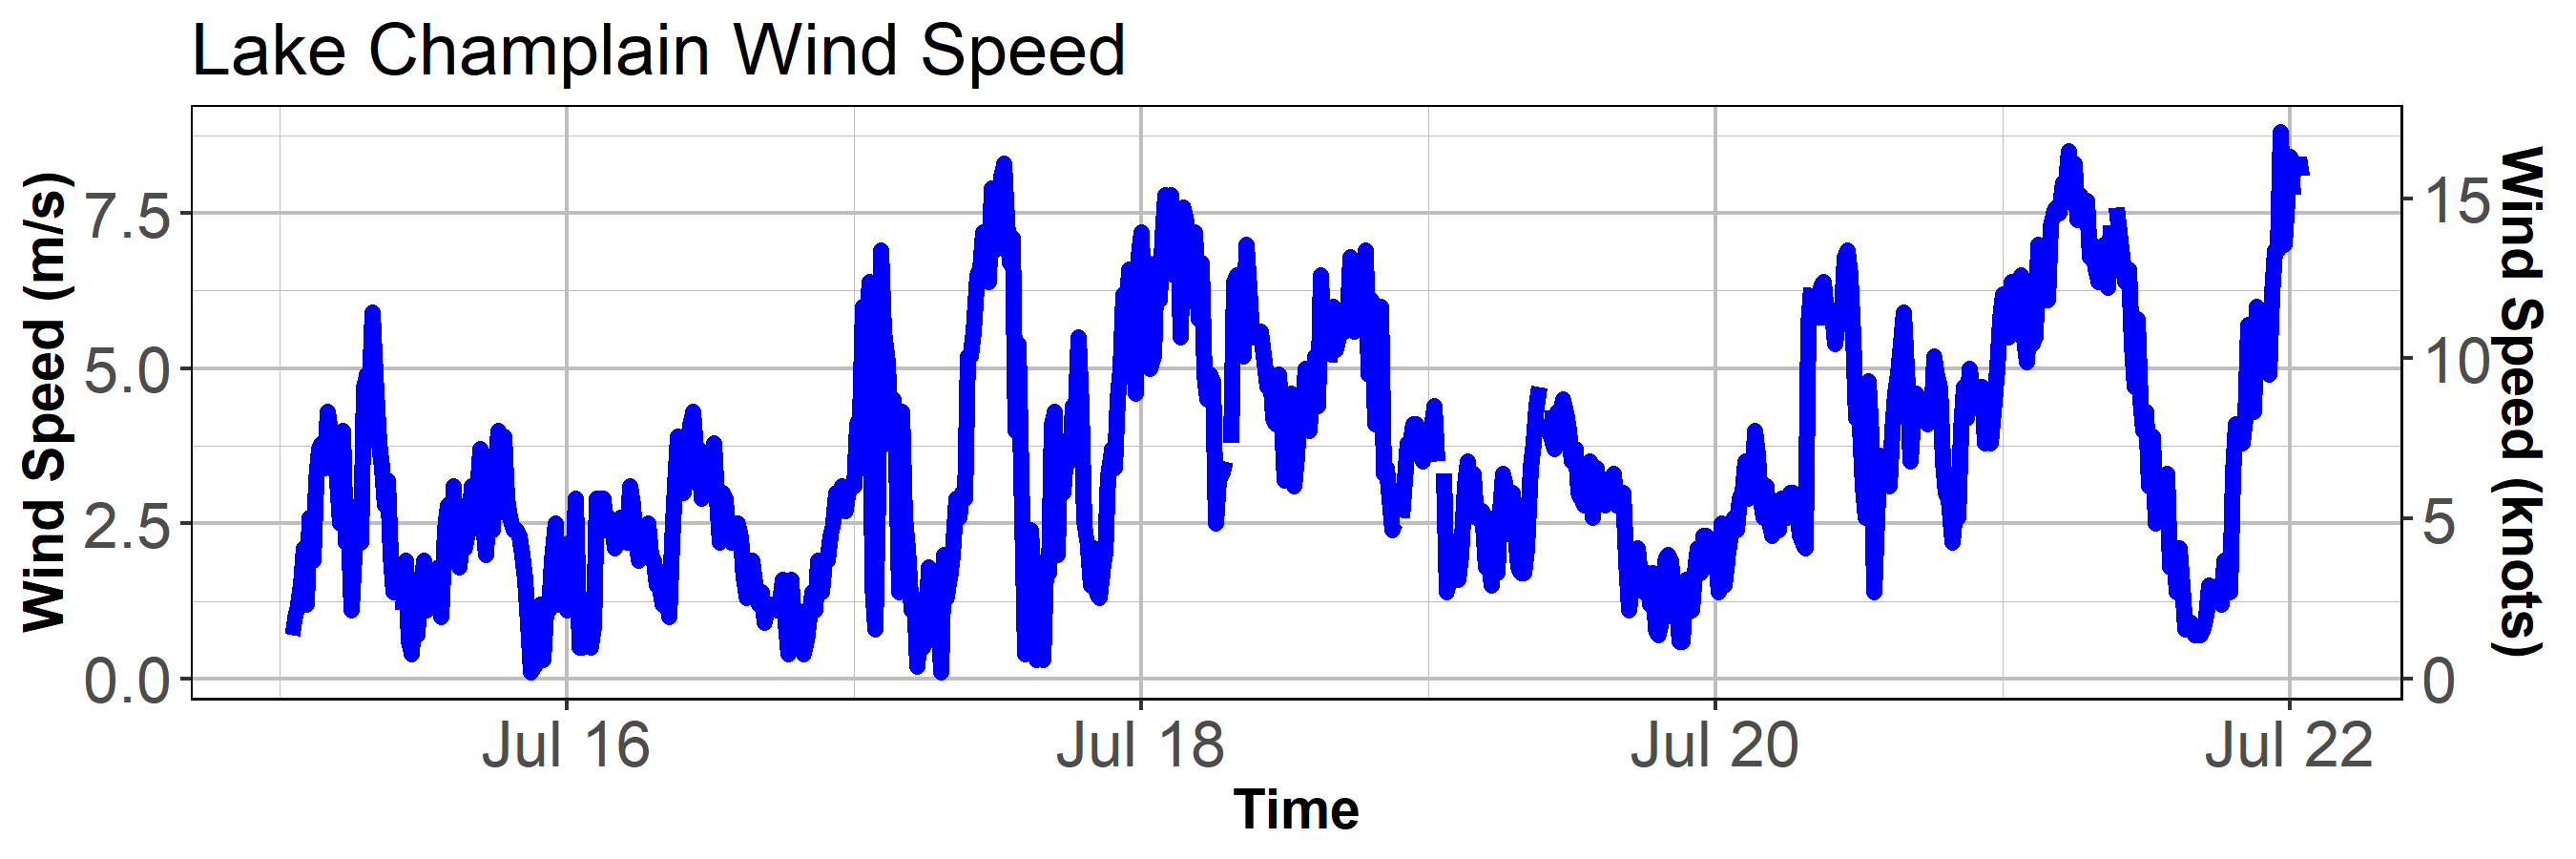 Lake Champlain Wind Speed
Wind Speed (m/s)
7.5
5.0
2.5
0.0
15
10
5
0
Wind Speed (knots)
Jul 16
Jul 18
Jul 20
Jul 22
Time